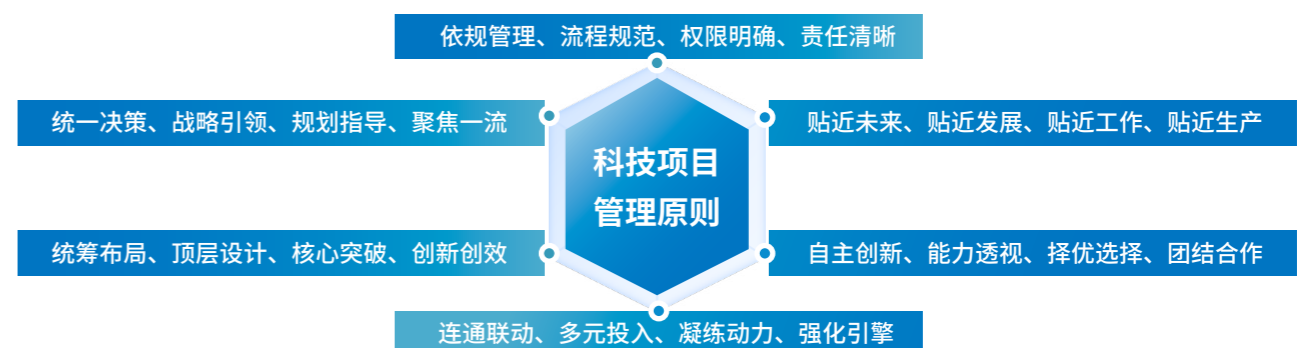 依规管理、流程规范、权限明确、责任清晰
统一决策、战略引领、规划指导、聚焦一流
贴近未来、贴近发展、贴近工作、贴近生产
科技项目
管理原则
统筹布局、顶层设计、核心突破、创新创效
自主创新、能力透视、择优选择、团结合作
连通联动、多元投入、凝练动力、强化引擎